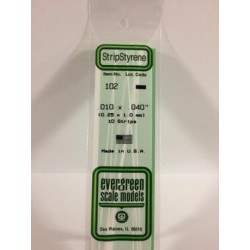 StripStyrene
Item No. Loc. Code
102
.010 x .040"
(0.25 x 1.0 mm)
10 Strips
Made in U.S.A.
evergreen
scale models
Des Plaines, IL 60018